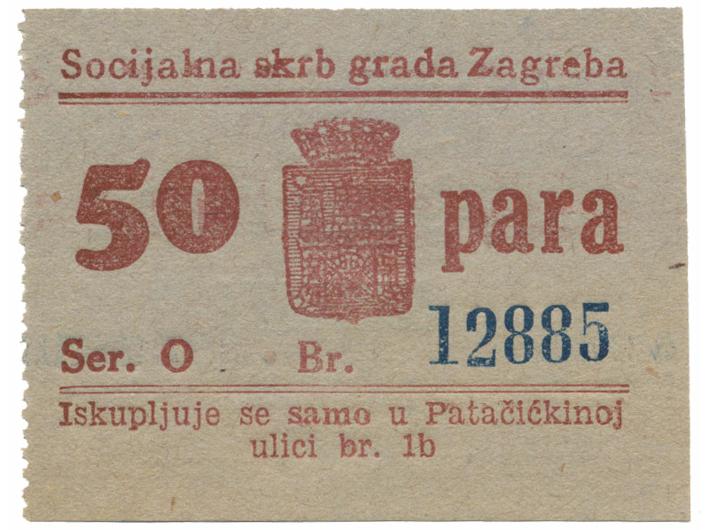 Socijalna skrb grada Zagreba
50 para
Ser. O Br. 12885
Iskupljuje se samo u Patačićkinoj
ulici br. 1b